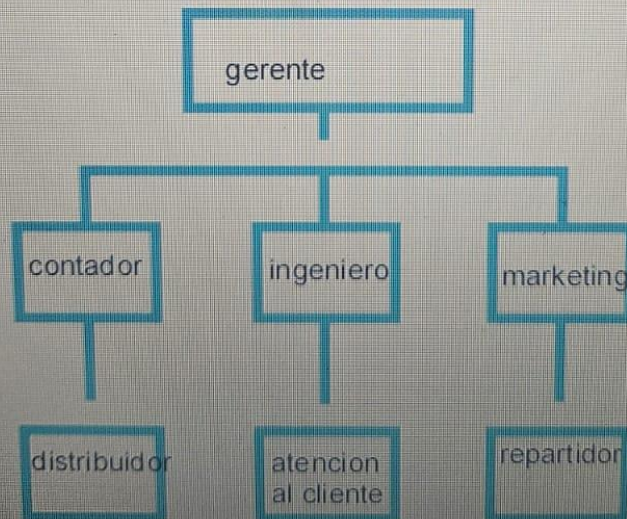 gerente
contador
ingeniero
marketing
distribuidor
atencion
al cliente
repartidor